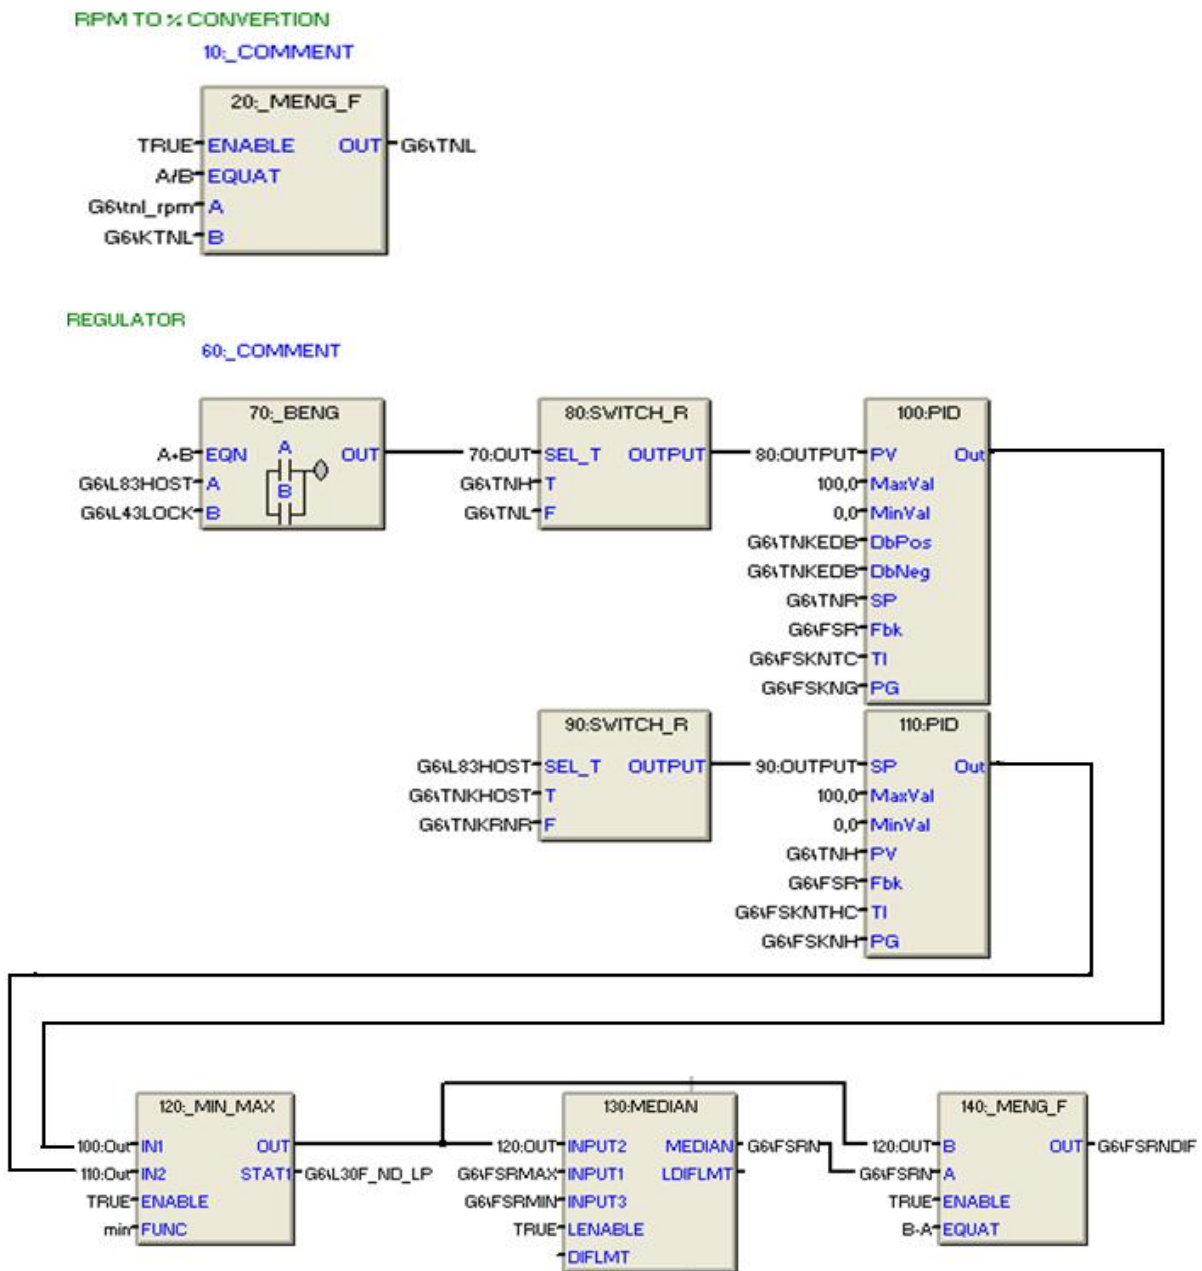 RPM TO % CONVERTION
10:_COMMENT
20:_MENG_F
TRUE ENABLE OUT G6\TNL
A/B EQUAT
G6\tnl_rpm A
G6\KTNL B
REGULATOR
60:_COMMENT
70:_BENG
A+B EQN A OUT
G6\L83HOST A
B
G6\L43LOCK B
80:SWITCH_R
70:OUT SEL_T OUTPUT
G6\TNH T
G6\TNL F
100:PID
80:OUTPUT PV Out
100,0 MaxVal
0,0 MinVal
G6\TNKEDB DbPos
G6\TNKEDB DbNeg
G6\TNR SP
G6\FSR Fbk
G6\FSKNTC TI
G6\FSKNG PG
90:SWITCH_R
G6\L83HOST SEL_T OUTPUT
G6\TNKHOST T
G6\TNKRNR F
110:PID
90:OUTPUT SP Out
100,0 MaxVal
0,0 MinVal
G6\TNH PV
G6\FSR Fbk
G6\FSKNTHC TI
G6\FSKNH PG
120:_MIN_MAX
100:Out IN1 OUT
110:Out IN2 STAT1 G6\L30F_ND_LP
TRUE ENABLE
min FUNC
130:MEDIAN
120:OUT INPUT2 MEDIAN G6\FSRN
G6\FSRMAX INPUT1 LDIFLMT
G6\FSRMIN INPUT3
TRUE LENABLE
DIFLMT
140:_MENG_F
120:OUT B OUT G6\FSRNDIF
G6\FSRN A
TRUE ENABLE
B-A EQUAT